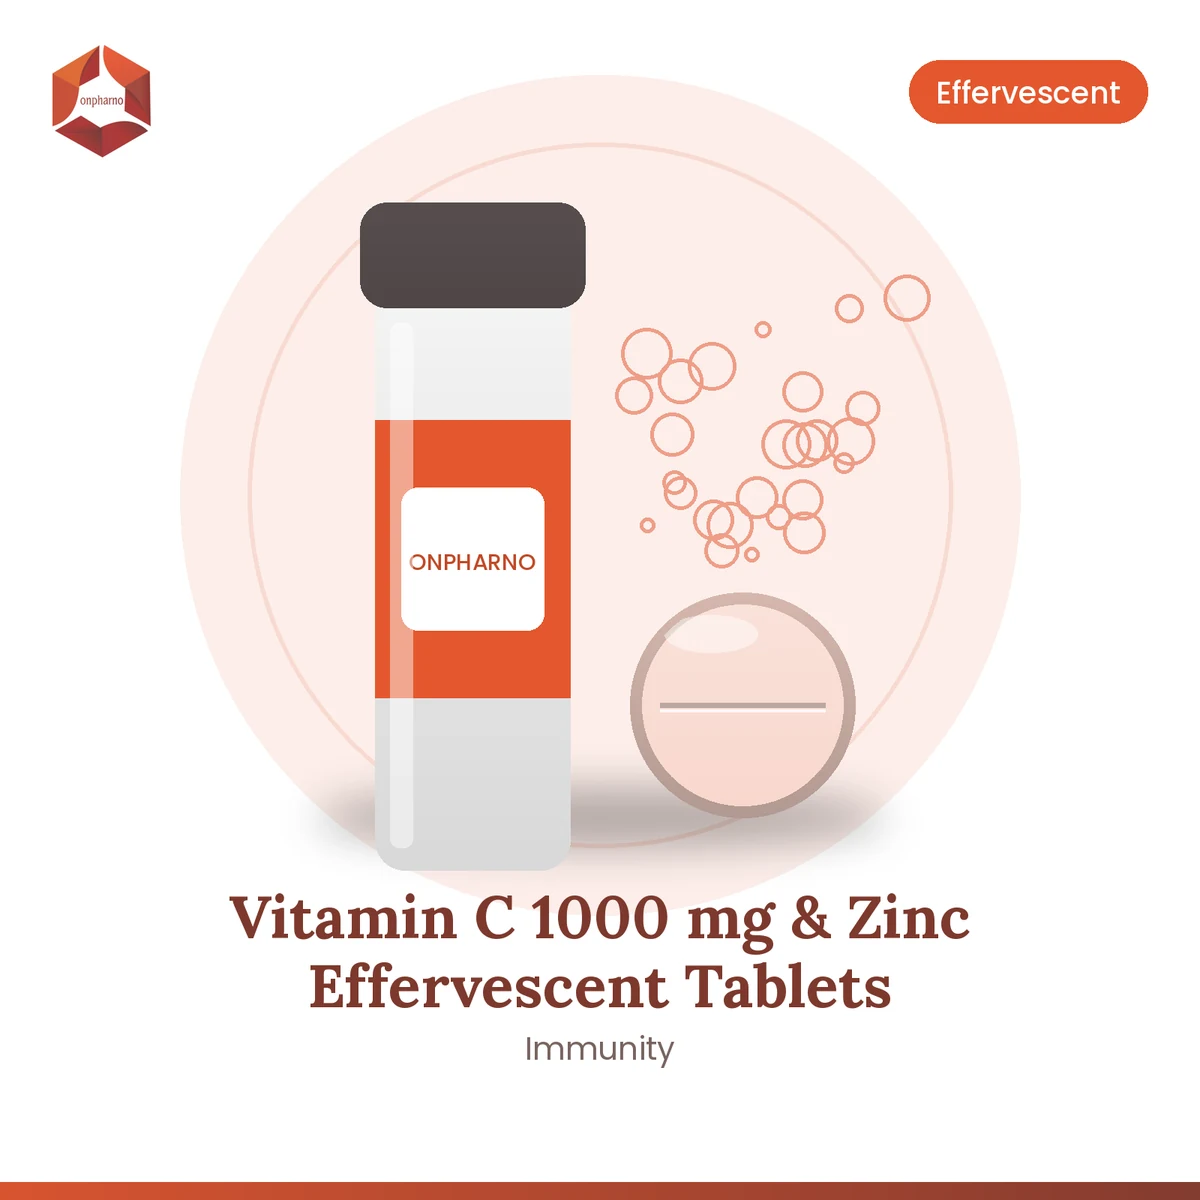 onpharno
Effervescent
ONPHARNO
Vitamin C 1000 mg & Zinc
Effervescent Tablets
Immunity